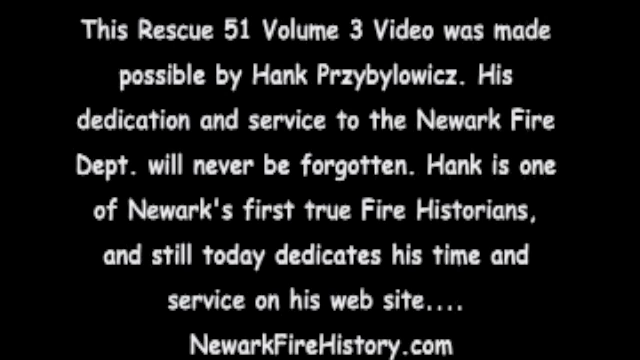 This Rescue 51 Volume 3 Video was made
possible by Hank Przybylowicz. His
dedication and service to the Newark Fire
Dept. will never be forgotten. Hank is one
of Newark's first true Fire Historians,
and still today dedicates his time and
service on his web site....
NewarkFireHistory.com